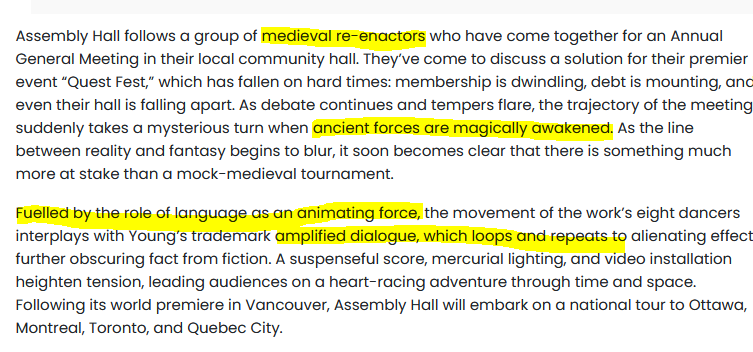 Assembly Hall follows a group of medieval re-enactors who have come together for an Annual
General Meeting in their local community hall. They’ve come to discuss a solution for their premier
event “Quest Fest,” which has fallen on hard times: membership is dwindling, debt is mounting, and
even their hall is falling apart. As debate continues and tempers flare, the trajectory of the meeting
suddenly takes a mysterious turn when ancient forces are magically awakened. As the line
between reality and fantasy begins to blur, it soon becomes clear that there is something much
more at stake than a mock-medieval tournament.
Fuelled by the role of language as an animating force, the movement of the work’s eight dancers
interplays with Young’s trademark amplified dialogue, which loops and repeats to alienating effect
further obscuring fact from fiction. A suspenseful score, mercurial lighting, and video installation
heighten tension, leading audiences on a heart-racing adventure through time and space.
Following its world premiere in Vancouver, Assembly Hall will embark on a national tour to Ottawa,
Montreal, Toronto, and Quebec City.